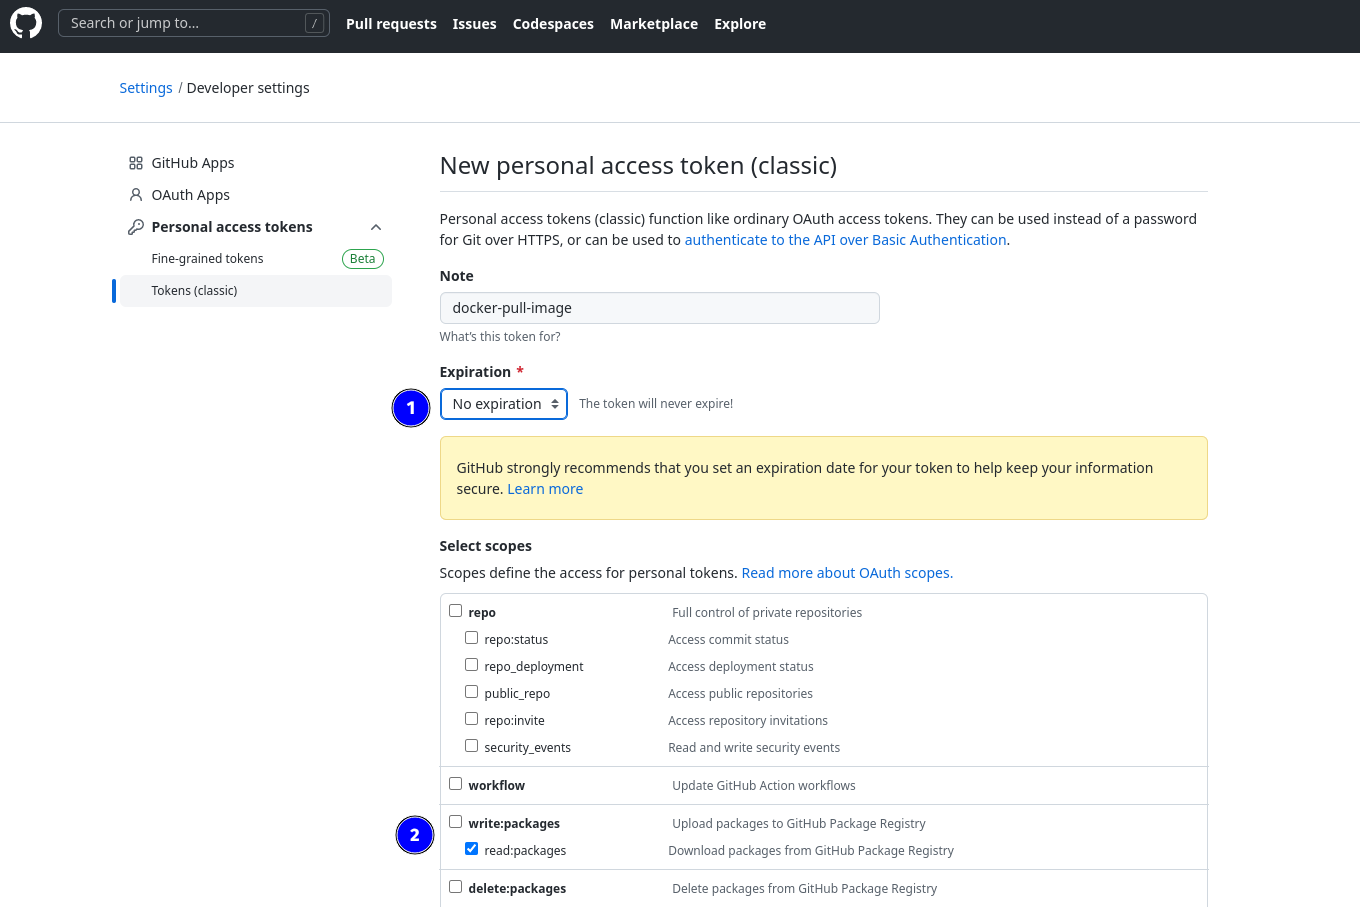 Search or jump to... /
Pull requests Issues Codespaces Marketplace Explore
Settings / Developer settings
GitHub Apps
OAuth Apps
Personal access tokens
Fine-grained tokens Beta
Tokens (classic)
New personal access token (classic)
Personal access tokens (classic) function like ordinary OAuth access tokens. They can be used instead of a password
for Git over HTTPS, or can be used to authenticate to the API over Basic Authentication.
Note
docker-pull-image
What's this token for?
Expiration *
1 No expiration The token will never expire!
GitHub strongly recommends that you set an expiration date for your token to help keep your information
secure. Learn more
Select scopes
Scopes define the access for personal tokens. Read more about OAuth scopes.
repo Full control of private repositories
repo:status Access commit status
repo_deployment Access deployment status
public_repo Access public repositories
repo:invite Access repository invitations
security_events Read and write security events
workflow Update GitHub Action workflows
write:packages Upload packages to GitHub Package Registry
2
read:packages Download packages from GitHub Package Registry
delete:packages Delete packages from GitHub Package Registry